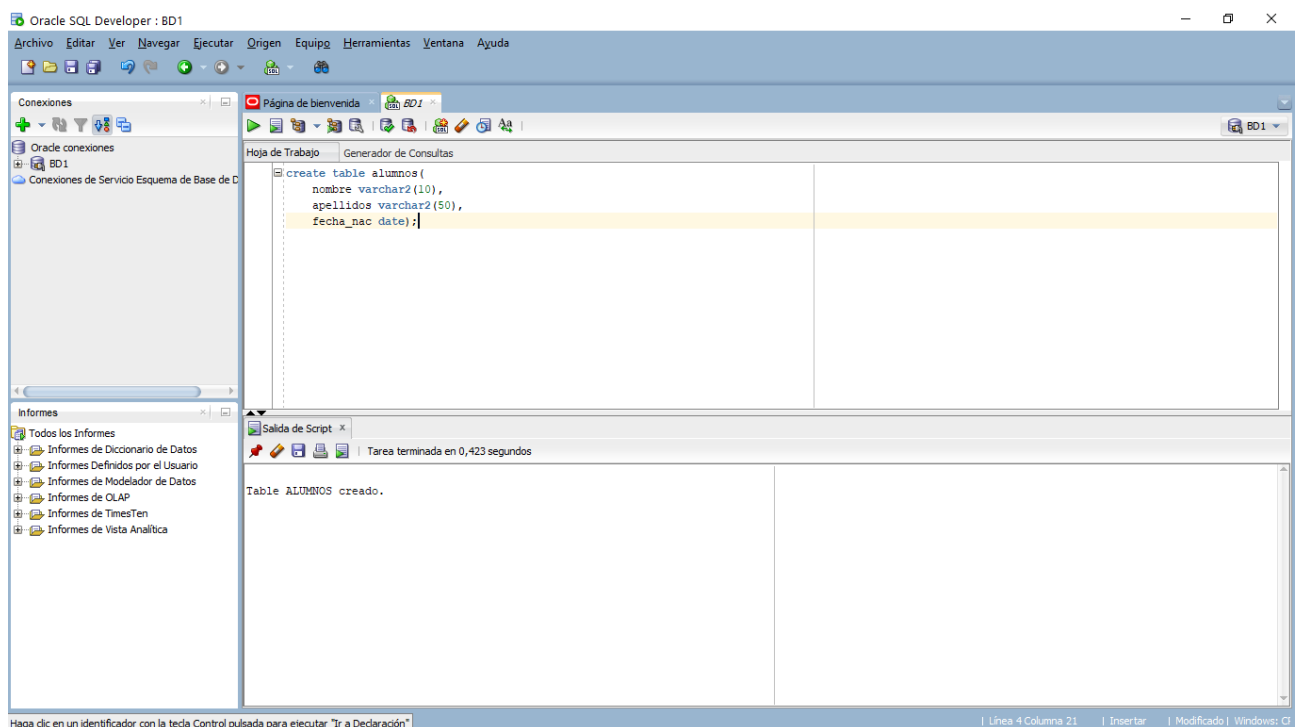 Oracle SQL Developer : BD1
Archivo Editar Ver Navegar Ejecutar Origen Equipo Herramientas Ventana Ayuda
Conexiones
Oracle conexiones
BD1
Conexiones de Servicio Esquema de Base de D
Página de bienvenida
BD1
BD1
Hoja de Trabajo Generador de Consultas
create table alumnos(
nombre varchar2(10),
apellidos varchar2(50),
fecha_nac date);
Informes
Todos los Informes
Informes de Diccionario de Datos
Informes Definidos por el Usuario
Informes de Modelador de Datos
Informes de OLAP
Informes de TimesTen
Informes de Vista Analítica
Salida de Script
Tarea terminada en 0,423 segundos
Table ALUMNOS creado.
Haga clic en un identificador con la tecla Control pulsada para ejecutar "Ir a Declaración"
Línea 4 Columna 21 | Insertar | Modificado | Windows: CF